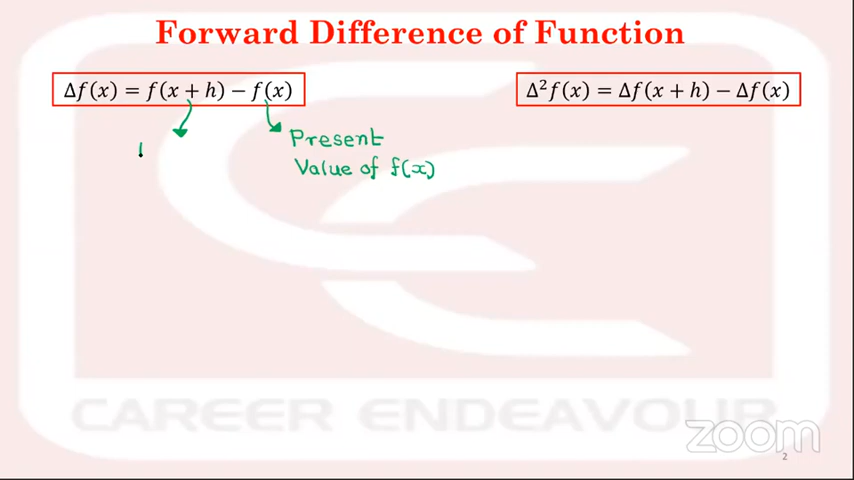 Forward Difference of Function
Δf(x) = f(x + h) − f(x)
Δ²f(x) = Δf(x + h) − Δf(x)
Present
Value of f(x)
CAREER ENDEAVOUR
zoom
2